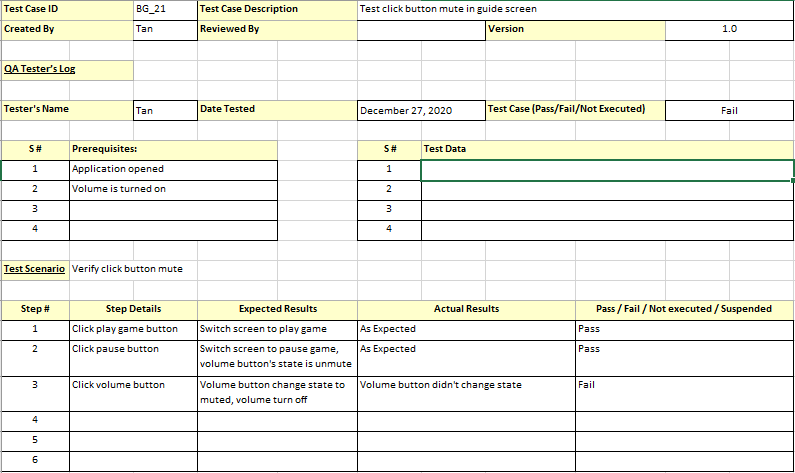 Test Case ID BG_21 Test Case Description Test click button mute in guide screen
Created By Tan Reviewed By Version 1.0
QA Tester's Log
Tester's Name Tan Date Tested December 27, 2020 Test Case (Pass/Fail/Not Executed) Fail
S # Prerequisites: S # Test Data
1 Application opened 1
2 Volume is turned on 2
3 3
4 4
Test Scenario Verify click button mute
Step # Step Details Expected Results Actual Results Pass / Fail / Not executed / Suspended
1 Click play game button Switch screen to play game As Expected Pass
2 Click pause button Switch screen to pause game, As Expected Pass
volume button's state is unmute
3 Click volume button Volume button change state to Volume button didn't change state Fail
muted, volume turn off
4
5
6